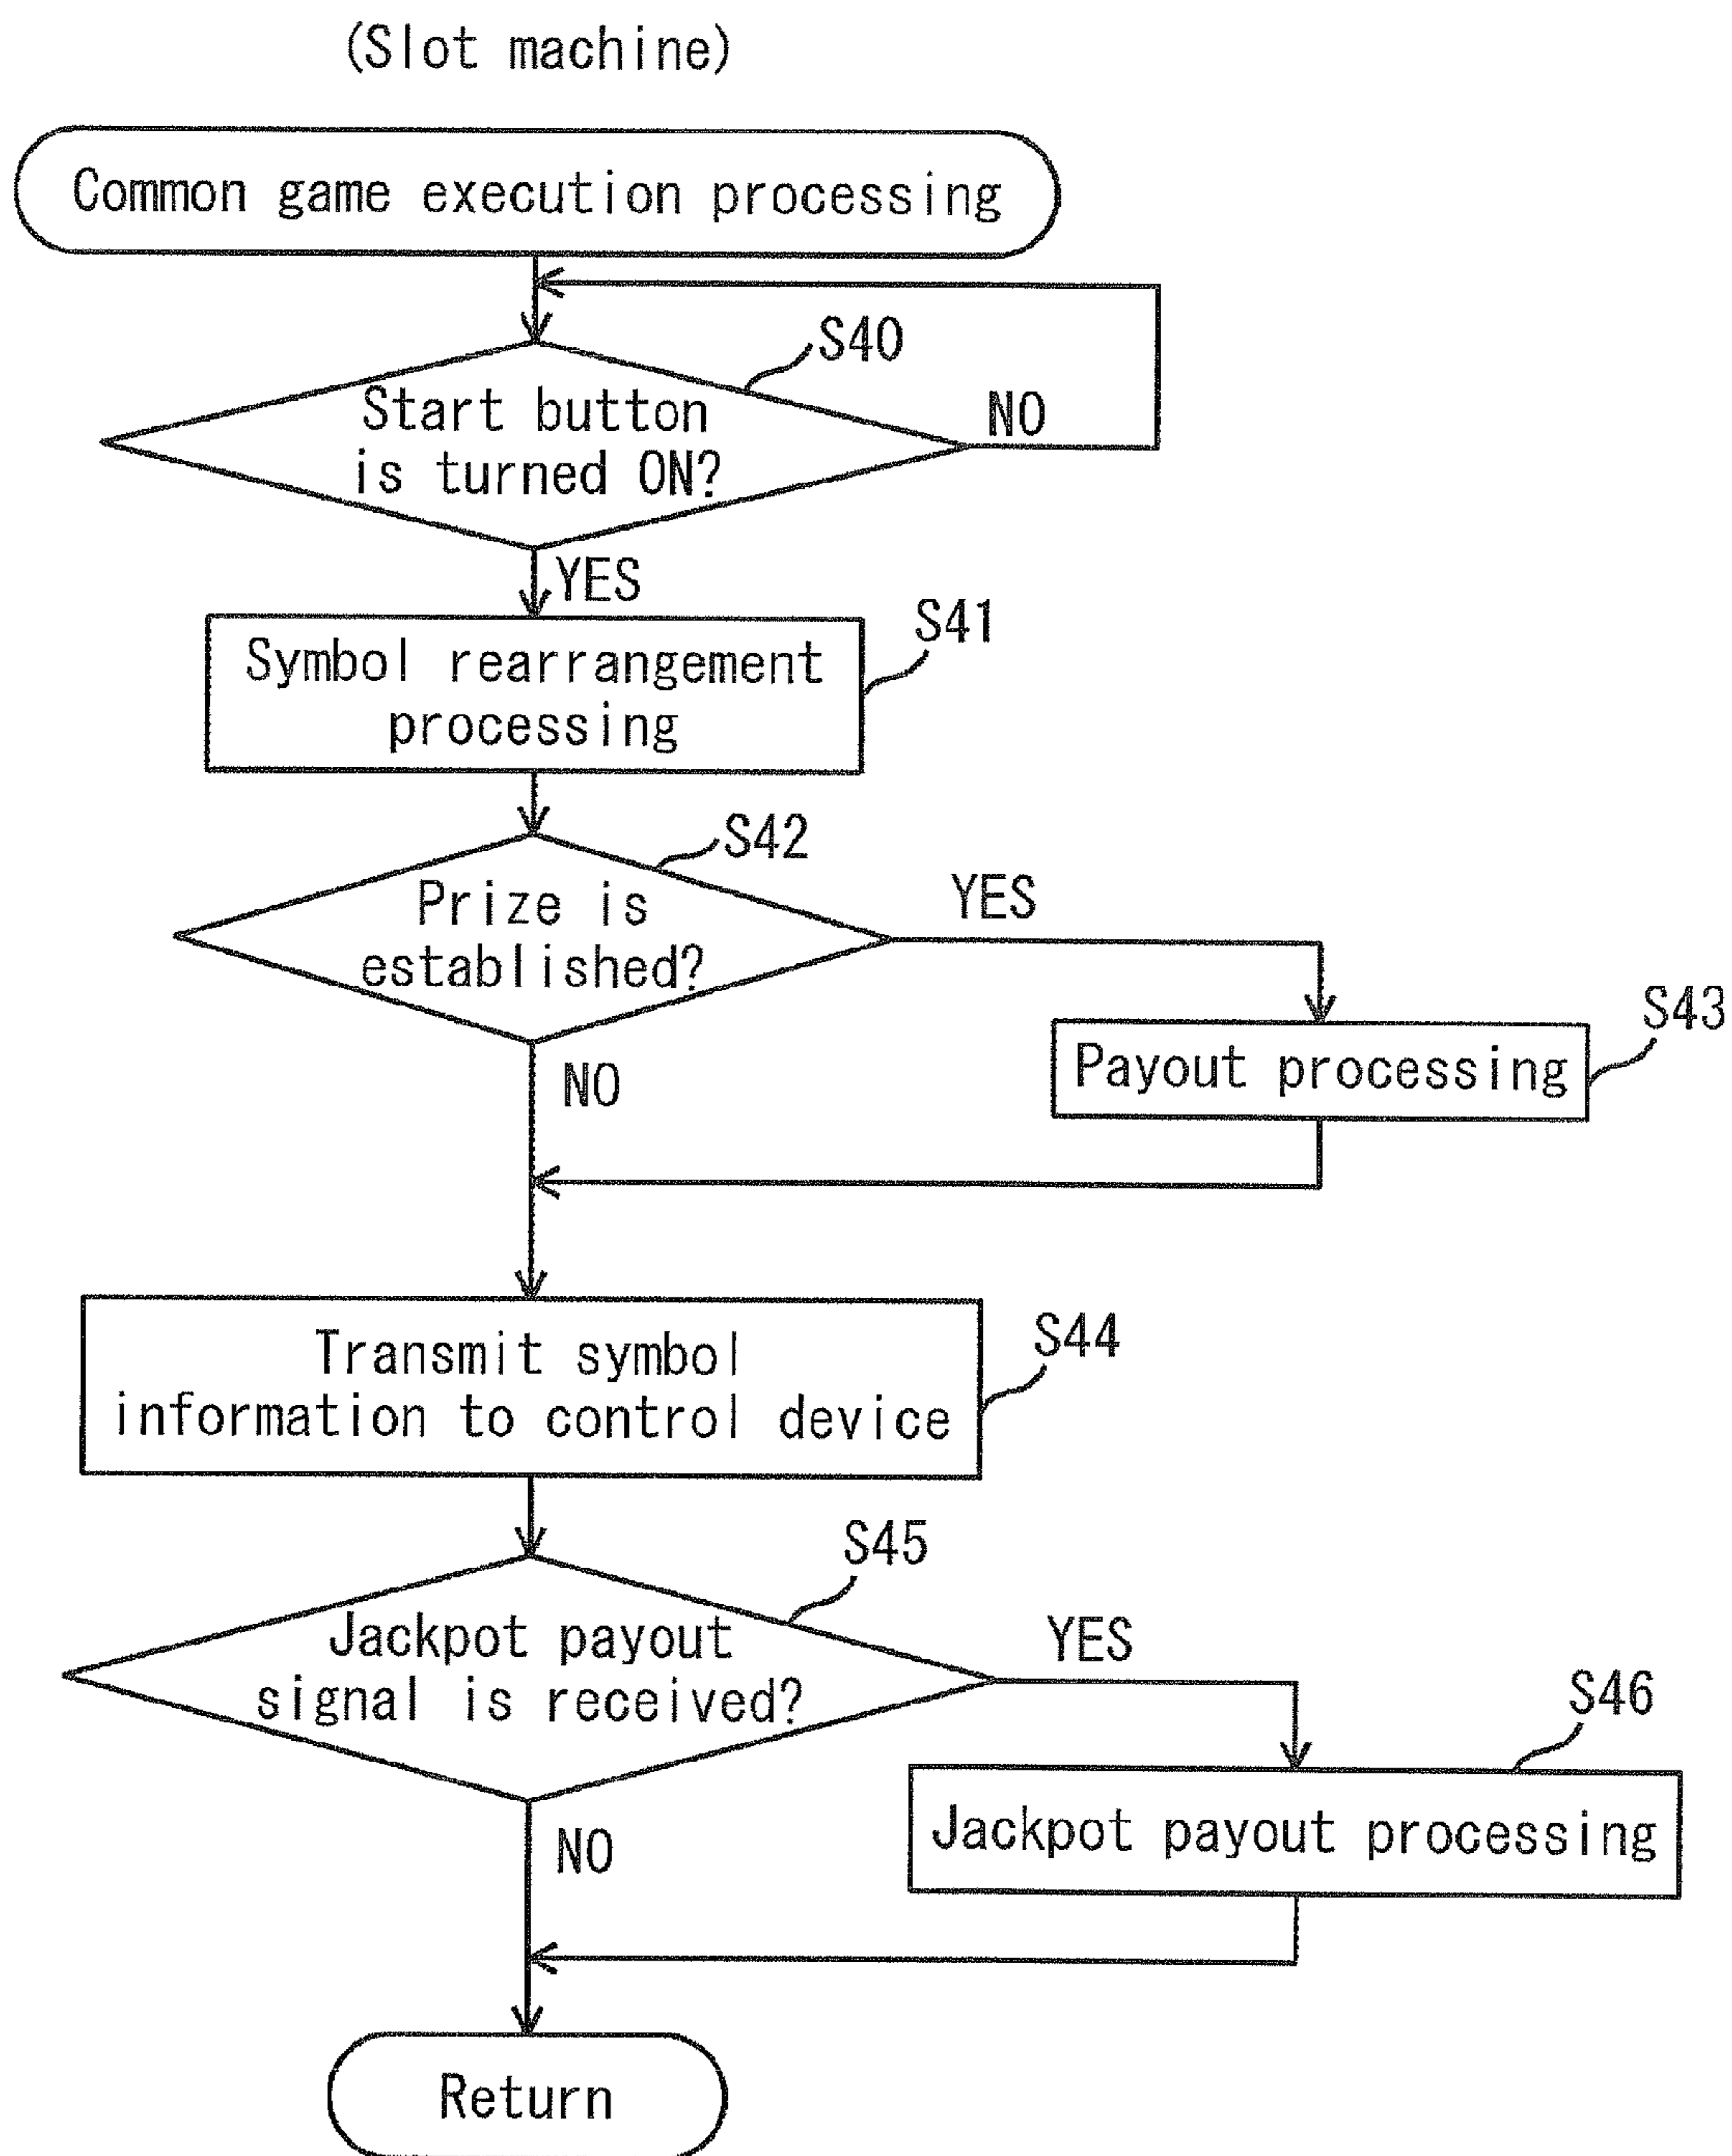 (Slot machine)
Common game execution processing
S40
Start button
is turned ON?
NO
YES
S41
Symbol rearrangement
processing
S42
Prize is
established?
YES
S43
Payout processing
NO
S44
Transmit symbol
information to control device
S45
Jackpot payout
signal is received?
YES
S46
Jackpot payout processing
NO
Return